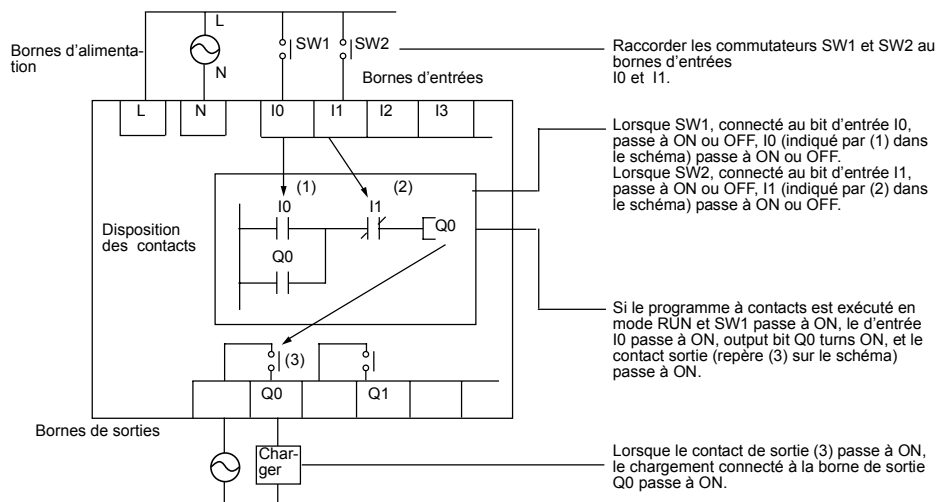 Bornes d'alimenta-
tion
L
N
SW1
SW2
Bornes d'entrées
Raccorder les commutateurs SW1 et SW2 au
bornes d'entrées
I0 et I1.
L
N
I0
I1
I2
I3
Lorsque SW1, connecté au bit d'entrée I0,
passe à ON ou OFF, I0 (indiqué par (1) dans
le schéma) passe à ON ou OFF.
Lorsque SW2, connecté au bit d'entrée I1,
passe à ON ou OFF, I1 (indiqué par (2) dans
le schéma) passe à ON ou OFF.
(1)
(2)
I0
I1
Q0
Disposition
des contacts
Q0
Si le programme à contacts est exécuté en
mode RUN et SW1 passe à ON, le d'entrée
I0 passe à ON, output bit Q0 turns ON, et le
contact sortie (repère (3) sur le schéma)
passe à ON.
(3)
Q0
Q1
Bornes de sorties
Char-
ger
Lorsque le contact de sortie (3) passe à ON,
le chargement connecté à la borne de sortie
Q0 passe à ON.